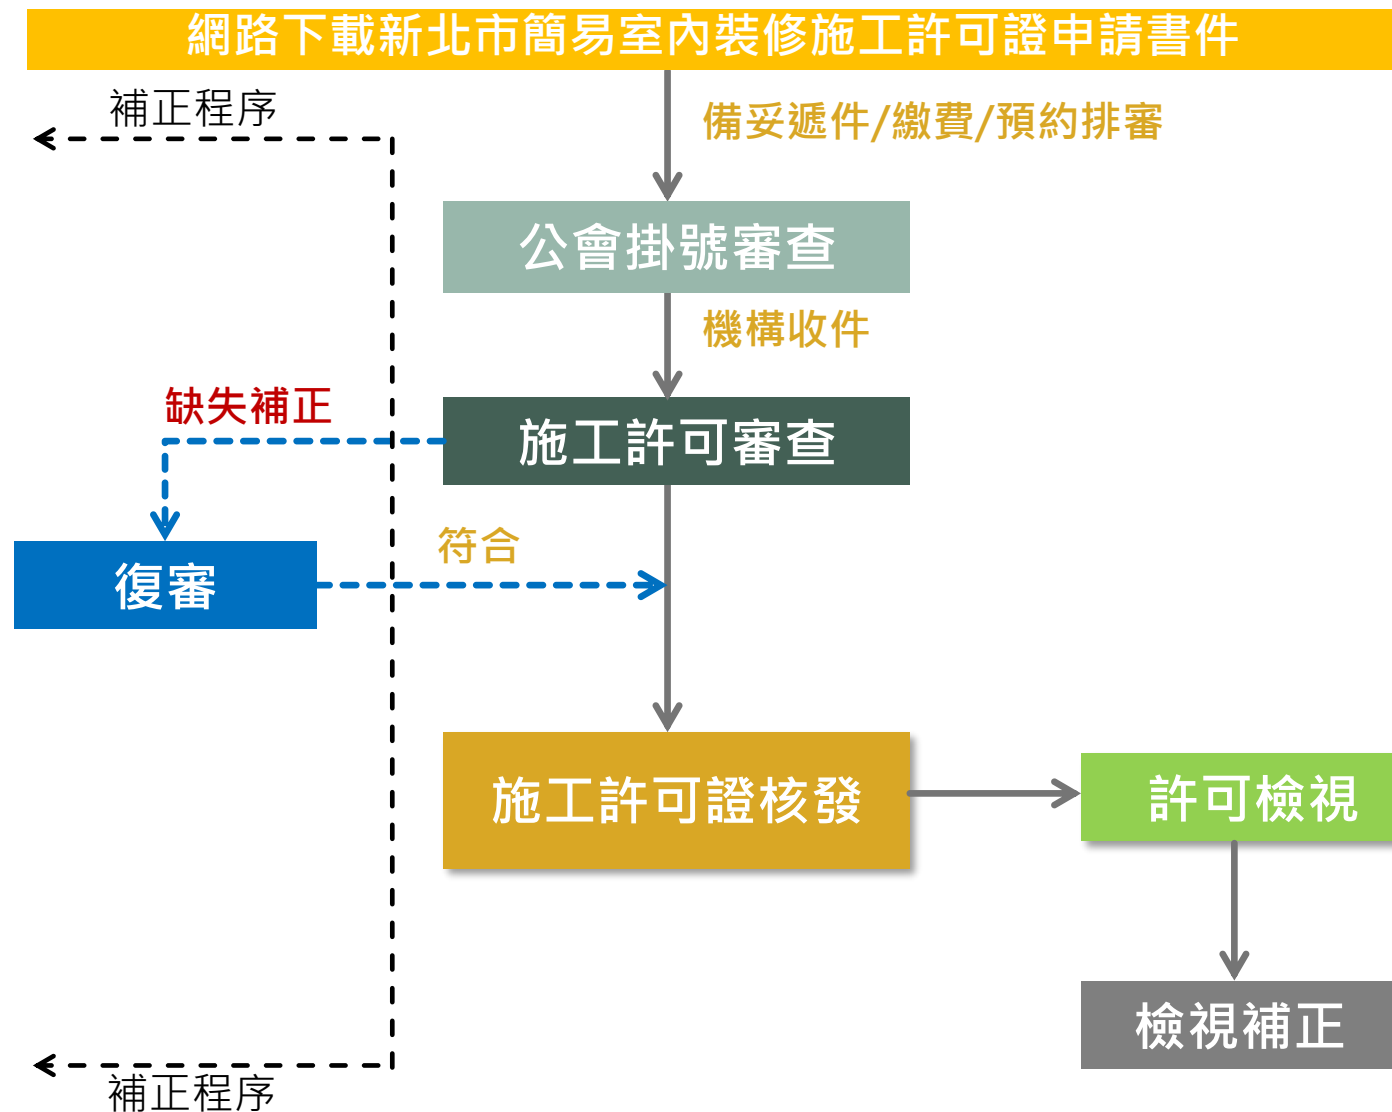 網路下載新北市簡易室內裝修施工許可證申請書件
補正程序
備妥遞件/繳費/預約排審
公會掛號審查
機構收件
缺失補正
施工許可審查
符合
復審
施工許可證核發
許可檢視
檢視補正
補正程序